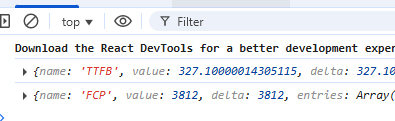 top Filter
Download the React DevTools for a better development exper
{name: 'TTFB', value: 327.10000014305115, delta: 327.10
{name: 'FCP', value: 3812, delta: 3812, entries: Array(